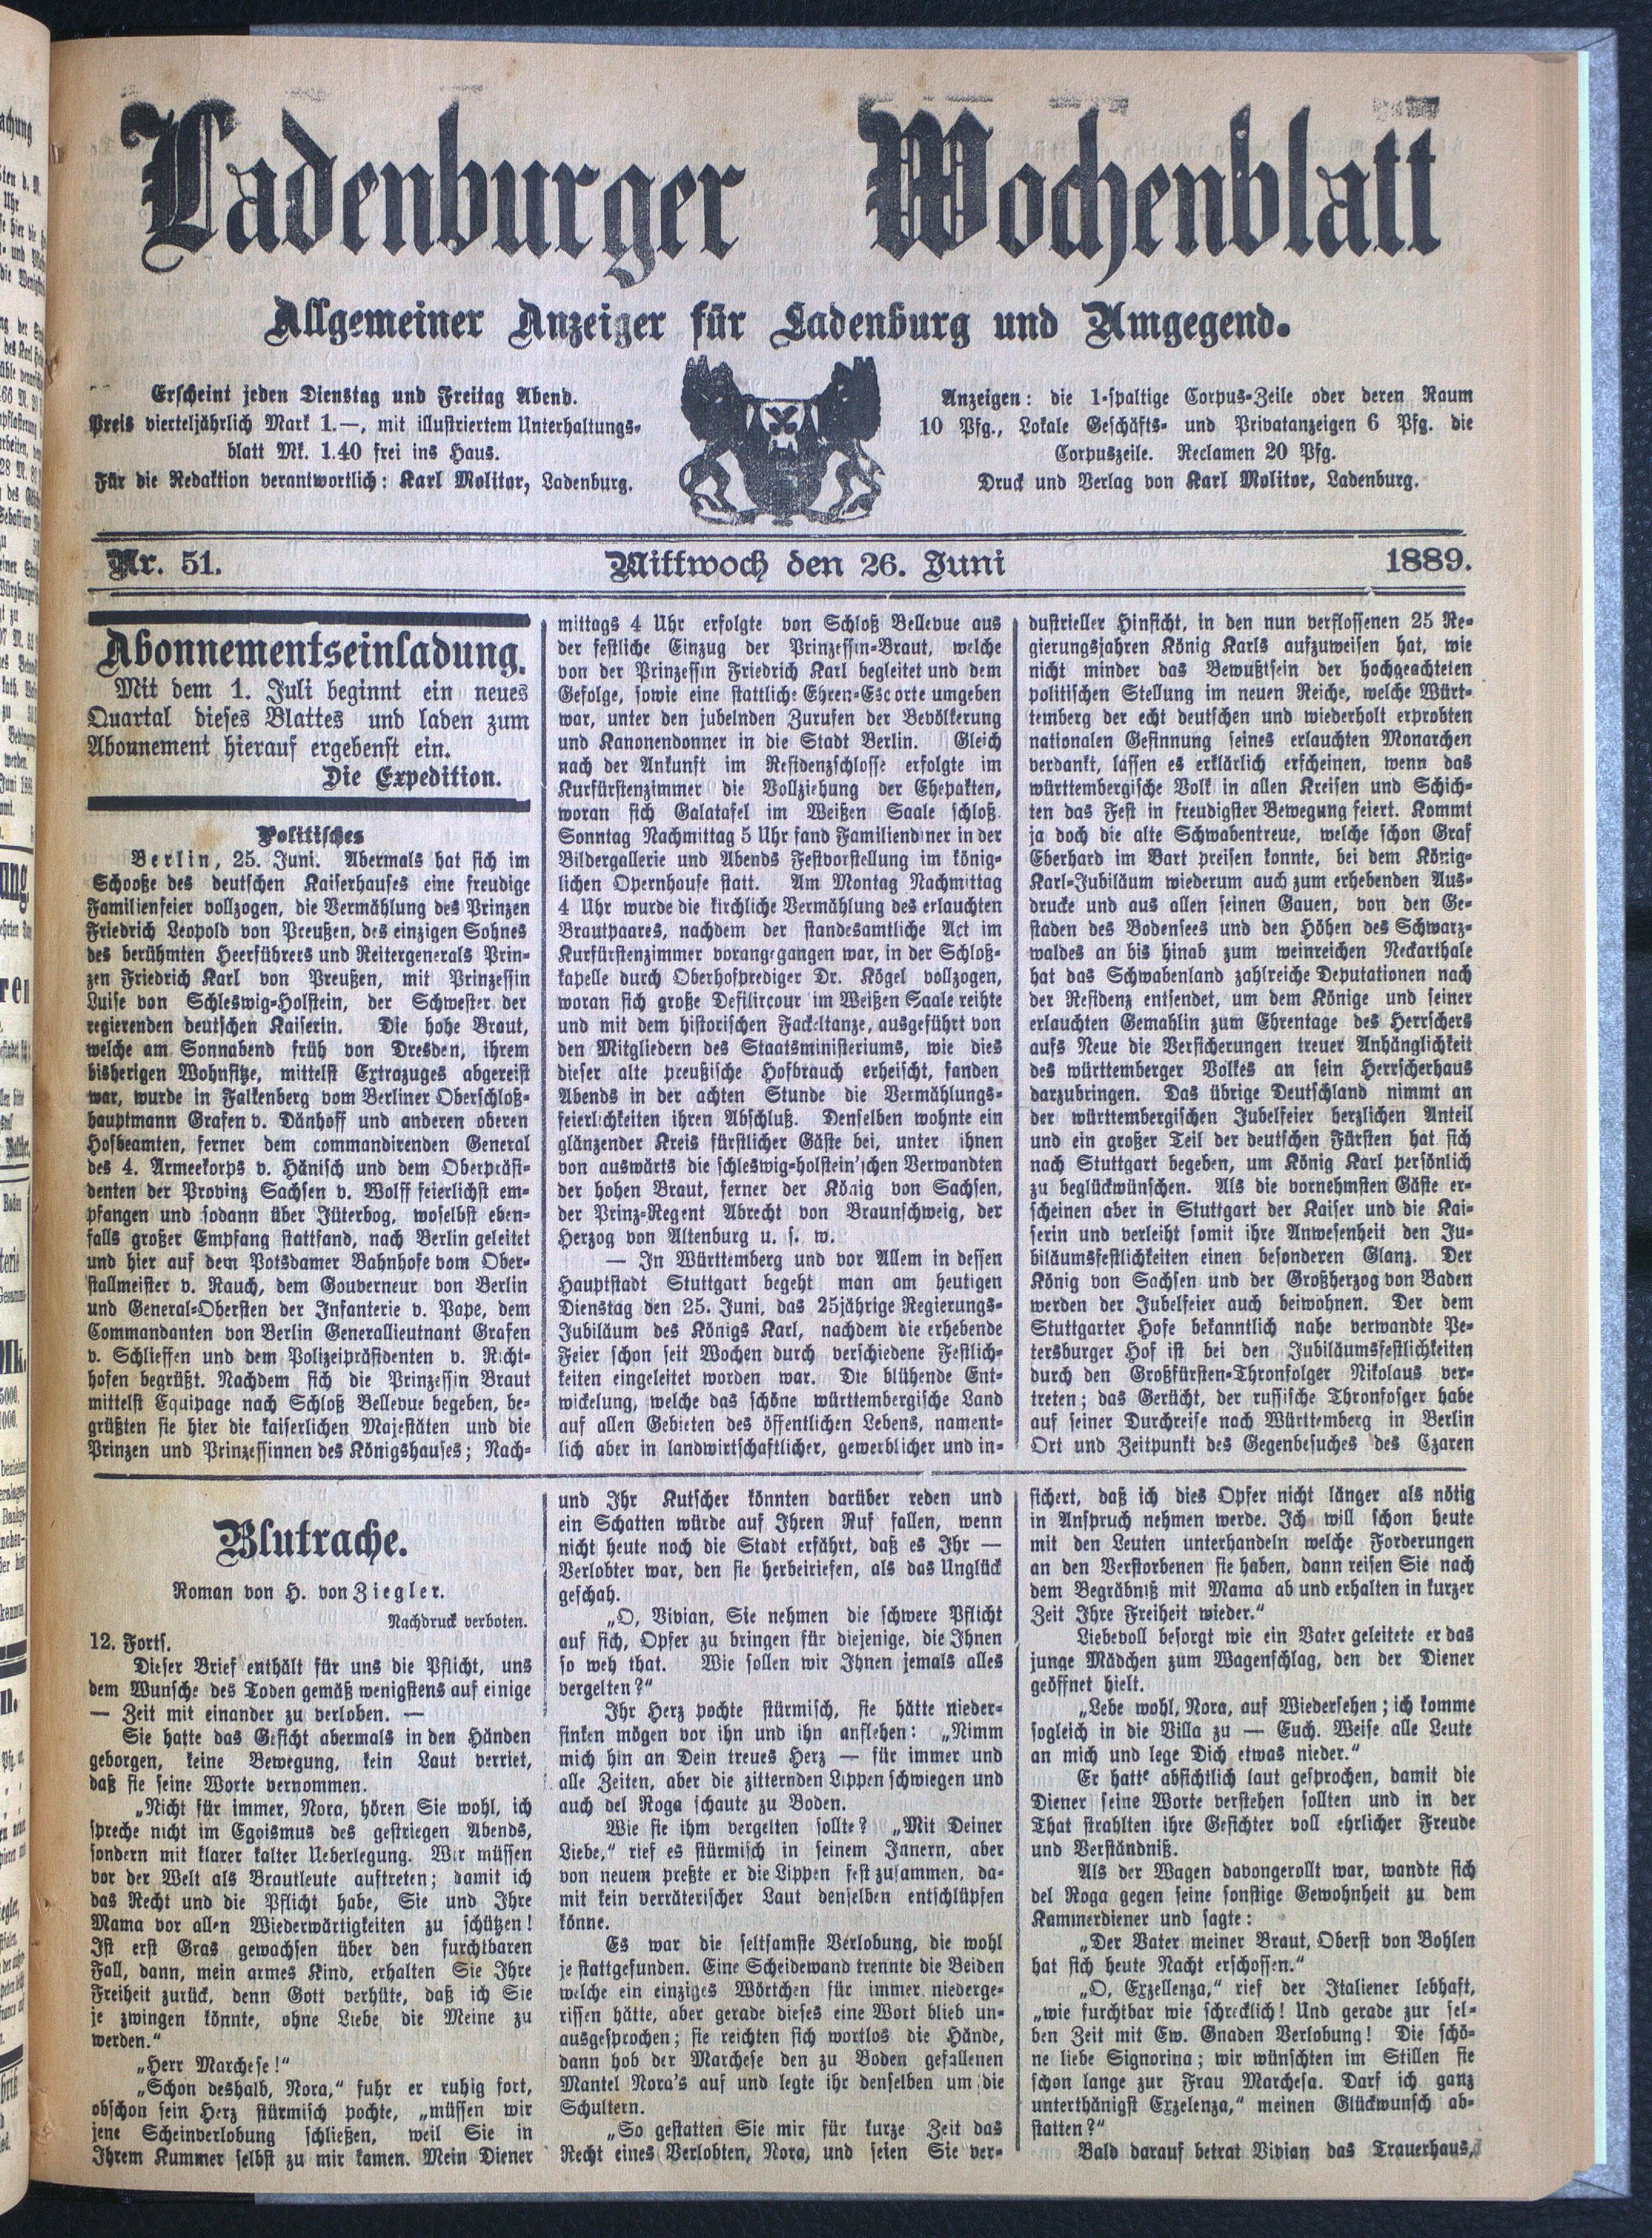 Ladenburger Wochenblatt
Allgemeiner Anzeiger für Ladenburg und Umgegend.
Erscheint jeden Dienstag und Freitag Abend.
Preis vierteljährlich Mark 1.—, mit illustriertem Unterhaltungs-
blatt Mk. 1.40 frei ins Haus.
Für die Redaktion verantwortlich: Karl Molitor, Ladenburg.
Anzeigen: die 1-spaltige Corpus-Zeile oder deren Raum
10 Pfg., Lokale Geschäfts- und Privatanzeigen 6 Pfg. die
Corpuszeile. Reclamen 20 Pfg.
Druck und Verlag von Karl Molitor, Ladenburg.
Nr. 51. Mittwoch den 26. Juni 1889.
Abonnementseinladung.
Mit dem 1. Juli beginnt ein neues
Quartal dieses Blattes und laden zum
Abonnement hierauf ergebenst ein.
Die Expedition.
Politisches
Berlin, 25. Juni. Abermals hat sich im
Schooße des deutschen Kaiserhauses eine freudige
Familienfeier vollzogen, die Vermählung des Prinzen
Friedrich Leopold von Preußen, des einzigen Sohnes
des berühmten Heerführers und Reitergenerals Prin-
zen Friedrich Karl von Preußen, mit Prinzessin
Luise von Schleswig-Holstein, der Schwester der
regierenden deutschen Kaiserin. Die hohe Braut,
welche am Sonnabend früh von Dresden, ihrem
bisherigen Wohnsitze, mittelst Extrazuges abgereist
war, wurde in Falkenberg vom Berliner Oberschloß-
hauptmann Grafen v. Dänhoff und anderen oberen
Hofbeamten, ferner dem commandirenden General
des 4. Armeekorps v. Hänisch und dem Oberpräsi-
denten der Provinz Sachsen v. Wolff feierlichst em-
pfangen und sodann über Jüterbog, woselbst eben-
falls großer Empfang stattfand, nach Berlin geleitet
und hier auf dem Potsdamer Bahnhofe vom Ober-
stallmeister v. Rauch, dem Gouverneur von Berlin
und General-Obersten der Infanterie v. Pape, dem
Commandanten von Berlin Generallieutnant Grafen
v. Schlieffen und dem Polizeipräsidenten v. Richt-
hofen begrüßt. Nachdem sich die Prinzessin Braut
mittelst Equipage nach Schloß Bellevue begeben, be-
grüßten sie hier die kaiserlichen Majestäten und die
Prinzen und Prinzessinnen des Königshauses; Nach-
mittags 4 Uhr erfolgte von Schloß Bellevue aus
der festliche Einzug der Prinzessin-Braut, welche
von der Prinzessin Friedrich Karl begleitet und dem
Gefolge, sowie eine stattliche Ehren-Escorte umgeben
war, unter den jubelnden Zurufen der Bevölkerung
und Kanonendonner in die Stadt Berlin. Gleich
nach der Ankunft im Residenzschlosse erfolgte im
Kurfürstenzimmer die Vollziehung der Ehepakten,
woran sich Galatafel im Weißen Saale schloß.
Sonntag Nachmittag 5 Uhr fand Familiendiner in der
Bildergallerie und Abends Festvorstellung im könig-
lichen Opernhause statt. Am Montag Nachmittag
4 Uhr wurde die kirchliche Vermählung des erlauchten
Brautpaares, nachdem der standesamtliche Act im
Kurfürstenzimmer vorangegangen war, in der Schloß-
kapelle durch Oberhofprediger Dr. Kögel vollzogen,
woran sich große Defilircour im Weißen Saale reihte
und mit dem historischen Fackeltanze, ausgeführt von
den Mitgliedern des Staatsministeriums, wie dies
dieser alte preußische Hofbrauch erheischt, fanden
Abends in der achten Stunde die Vermählungs-
feierlichkeiten ihren Abschluß. Denselben wohnte ein
glänzender Kreis fürstlicher Gäste bei, unter ihnen
von auswärts die schleswig-holstein'schen Verwandten
der hohen Braut, ferner der König von Sachsen,
der Prinz-Regent Abrecht von Braunschweig, der
Herzog von Altenburg u. s. w.
— In Württemberg und vor Allem in dessen
Hauptstadt Stuttgart begeht man am heutigen
Dienstag den 25. Juni, das 25jährige Regierungs-
Jubiläum des Königs Karl, nachdem die erhebende
Feier schon seit Wochen durch verschiedene Festlich-
keiten eingeleitet worden war. Die blühende Ent-
wickelung, welche das schöne württembergische Land
auf allen Gebieten des öffentlichen Lebens, nament-
lich aber in landwirtschaftlicher, gewerblicher und in-
dustrieller Hinsicht, in den nun verflossenen 25 Re-
gierungsjahren König Karls aufzuweisen hat, wie
nicht minder das Bewußtsein der hochgeachteten
politischen Stellung im neuen Reiche, welche Würt-
temberg der echt deutschen und wiederholt erprobten
nationalen Gesinnung seines erlauchten Monarchen
verdankt, lassen es erklärlich erscheinen, wenn das
württembergische Volk in allen Kreisen und Schich-
ten das Fest in freudigster Bewegung feiert. Kommt
ja doch die alte Schwabentreue, welche schon Graf
Eberhard im Bart preisen konnte, bei dem König-
Karl-Jubiläum wiederum auch zum erhebenden Aus-
drucke und aus allen seinen Gauen, von den Ge-
staden des Bodensees und den Höhen des Schwarz-
waldes an bis hinab zum weinreichen Neckarthale
hat das Schwabenland zahlreiche Deputationen nach
der Residenz entsendet, um dem Könige und seiner
erlauchten Gemahlin zum Ehrentage des Herrschers
aufs Neue die Versicherungen treuer Anhänglichkeit
des württemberger Volkes an sein Herrscherhaus
darzubringen. Das übrige Deutschland nimmt an
der württembergischen Jubelfeier herzlichen Anteil
und ein großer Teil der deutschen Fürsten hat sich
nach Stuttgart begeben, um König Karl persönlich
zu beglückwünschen. Als die vornehmsten Gäste er-
scheinen aber in Stuttgart der Kaiser und die Kai-
serin und verleiht somit ihre Anwesenheit den Ju-
biläumsfestlichkeiten einen besonderen Glanz. Der
König von Sachsen und der Großherzog von Baden
werden der Jubelfeier auch beiwohnen. Der dem
Stuttgarter Hofe bekanntlich nahe verwandte Pe-
tersburger Hof ist bei den Jubiläumsfestlichkeiten
durch den Großfürsten-Thronfolger Nikolaus ver-
treten; das Gerücht, der russische Thronfosger habe
auf seiner Durchreise nach Württemberg in Berlin
Ort und Zeitpunkt des Gegenbesuches des Czaren
Blutrache.
Roman von H. von Ziegler.
Nachdruck verboten.
12. Forts.
Dieser Brief enthält für uns die Pflicht, uns
dem Wunsche des Toden gemäß wenigstens auf einige
— Zeit mit einander zu verloben. —
Sie hatte das Gesicht abermals in den Händen
geborgen, keine Bewegung, kein Laut verriet,
daß sie seine Worte vernommen.
„Nicht für immer, Nora, hören Sie wohl, ich
spreche nicht im Egoismus des gestriegen Abends,
sondern mit klarer kalter Ueberlegung. Wir müssen
vor der Welt als Brautleute auftreten; damit ich
das Recht und die Pflicht habe, Sie und Ihre
Mama vor allen Wiederwärtigkeiten zu schützen!
Ist erst Gras gewachsen über den furchtbaren
Fall, dann, mein armes Kind, erhalten Sie Ihre
Freiheit zurück, denn Gott verhüte, daß ich Sie
je zwingen könnte, ohne Liebe die Meine zu
werden.“
„Herr Marchese!“
„Schon deshalb, Nora,“ fuhr er ruhig fort,
obschon sein Herz stürmisch pochte, „müssen wir
jene Scheinverlobung schließen, weil Sie in
Ihrem Kummer selbst zu mir kamen. Mein Diener
und Ihr Kutscher könnten darüber reden und
ein Schatten würde auf Ihren Ruf fallen, wenn
nicht heute noch die Stadt erfährt, daß es Ihr —
Verlobter war, den sie herbeiriefen, als das Unglück
geschah.
„O, Vivian, Sie nehmen die schwere Pflicht
auf sich, Opfer zu bringen für diejenige, die Ihnen
so weh that. Wie sollen wir Ihnen jemals alles
vergelten?“
Ihr Herz pochte stürmisch, sie hätte nieder-
sinken mögen vor ihn und ihn anflehen: „Nimm
mich hin an Dein treues Herz — für immer und
alle Zeiten, aber die zitternden Lippen schwiegen und
auch del Roga schaute zu Boden.
Wie sie ihm vergelten sollte? „Mit Deiner
Liebe,“ rief es stürmisch in seinem Innern, aber
von neuem preßte er die Lippen fest zusammen, da-
mit kein verräterischer Laut denselben entschlüpfen
könne.
Es war die seltsamste Verlobung, die wohl
je stattgefunden. Eine Scheidewand trennte die Beiden
welche ein einziges Wörtchen für immer niederge-
rissen hätte, aber gerade dieses eine Wort blieb un-
ausgesprochen; sie reichten sich wortlos die Hände,
dann hob der Marchese den zu Boden gefallenen
Mantel Nora's auf und legte ihr denselben um die
Schultern.
„So gestatten Sie mir für kurze Zeit das
Recht eines Verlobten, Nora, und seien Sie ver-
sichert, daß ich dies Opfer nicht länger als nötig
in Anspruch nehmen werde. Ich will schon heute
mit den Leuten unterhandeln welche Forderungen
an den Verstorbenen sie haben, dann reisen Sie nach
dem Begräbniß mit Mama ab und erhalten in kurzer
Zeit Ihre Freiheit wieder.“
Liebevoll besorgt wie ein Vater geleitete er das
junge Mädchen zum Wagenschlag, den der Diener
geöffnet hielt.
„Lebe wohl, Nora, auf Wiedersehen; ich komme
sogleich in die Villa zu — Euch. Weise alle Leute
an mich und lege Dich etwas nieder.“
Er hatte absichtlich laut gesprochen, damit die
Diener seine Worte verstehen sollten und in der
That strahlten ihre Gesichter voll ehrlicher Freude
und Verständniß.
Als der Wagen davongerollt war, wandte sich
del Roga gegen seine sonstige Gewohnheit zu dem
Kammerdiener und sagte:
„Der Vater meiner Braut, Oberst von Bohlen
hat sich heute Nacht erschossen.“
„O, Exzellenza,“ rief der Italiener lebhaft,
„wie furchtbar wie schrecklich! Und gerade zur sel-
ben Zeit mit Ew. Gnaden Verlobung! Die schö-
ne liebe Signorina; wir wünschten im Stillen sie
schon lange zur Frau Marchesa. Darf ich ganz
unterthänigst Exzelenza,“ meinen Glückwunsch ab-
statten?“
Bald darauf betrat Vivian das Trauerhaus,